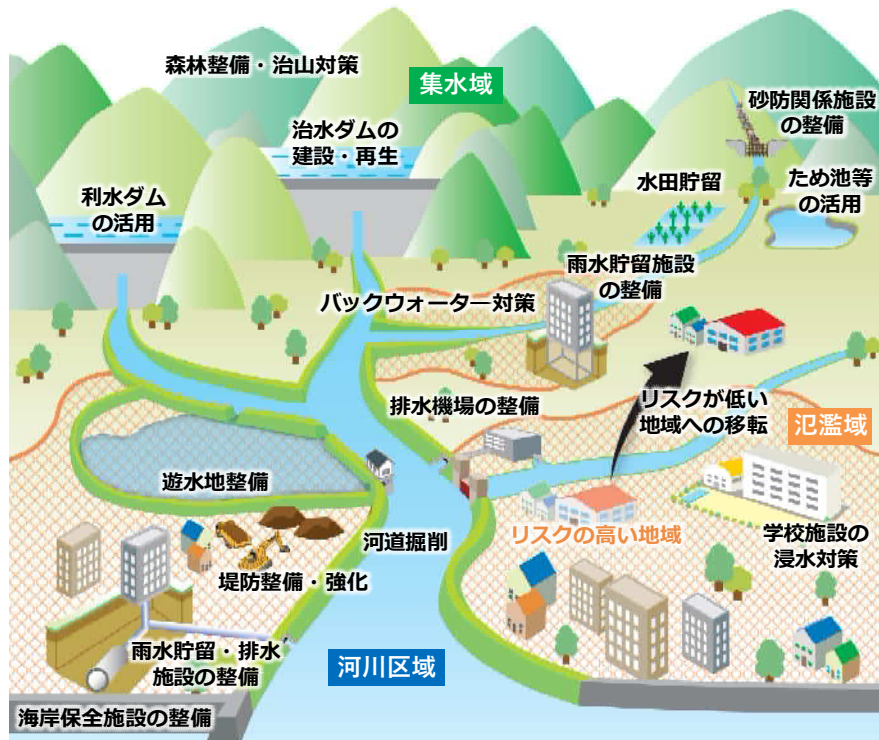 森林整備・治山対策
集水域
砂防関係施設
の整備
治水ダムの
建設・再生
水田貯留
ため池等
の活用
利水ダム
の活用
雨水貯留施設
の整備
バックウォーター対策
排水機場の整備
リスクが低い
地域への移転
氾濫域
遊水地整備
河道掘削
リスクの高い地域
学校施設の
浸水対策
堤防整備・強化
雨水貯留・排水
施設の整備
河川区域
海岸保全施設の整備